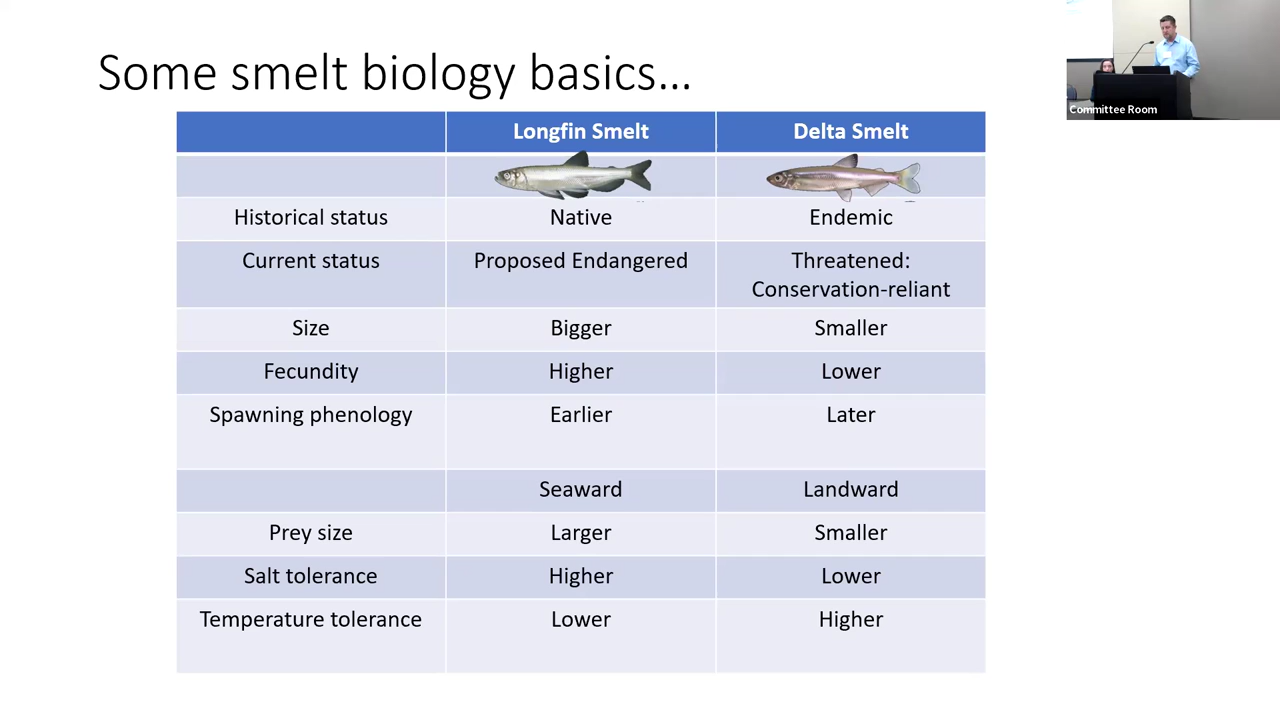 Some smelt biology basics...
Committee Room
Longfin Smelt Delta Smelt
Historical status Native Endemic
Current status Proposed Endangered Threatened:
Conservation-reliant
Size Bigger Smaller
Fecundity Higher Lower
Spawning phenology Earlier Later
Seaward Landward
Prey size Larger Smaller
Salt tolerance Higher Lower
Temperature tolerance Lower Higher